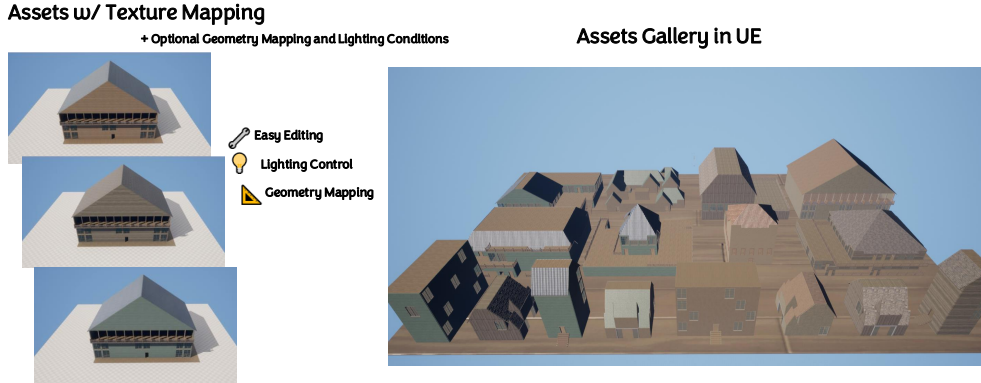 Assets w/ Texture Mapping
+ Optional Geometry Mapping and Lighting Conditions
Assets Gallery in UE
Easy Editing
Lighting Control
Geometry Mapping